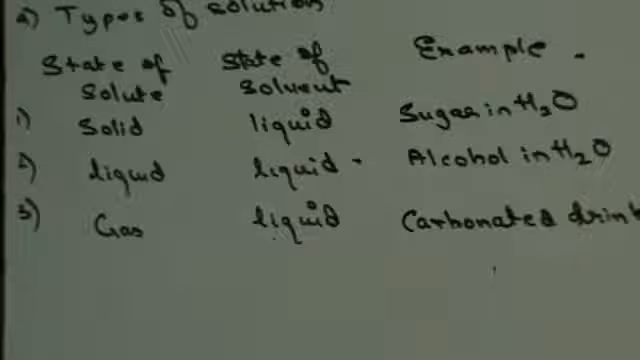 a) Types of solution
State of solute State of solvent Example
1) Solid liquid Sugar in H₂O
2) liquid liquid Alcohol in H₂O
3) Gas liquid Carbonated drink